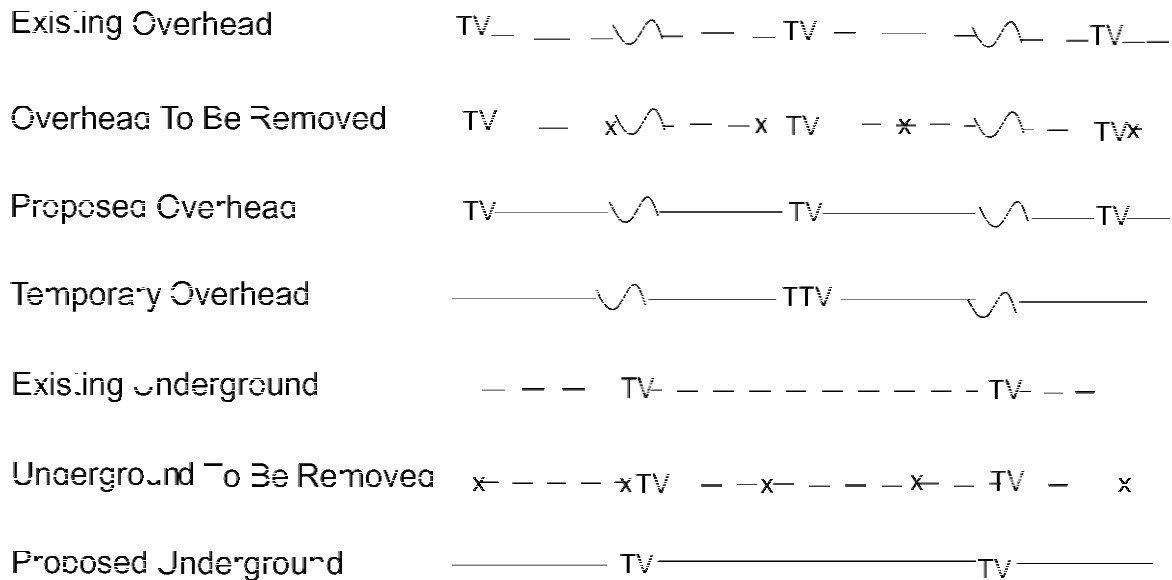 Existing Overhead TV TV TV
Overhead To Be Removed TV x x TV x TV x
Proposed Overhead TV TV TV
Temporary Overhead TTV
Existing Underground TV TV
Underground To Be Removed x x TV x x TV x
Proposed Underground TV TV